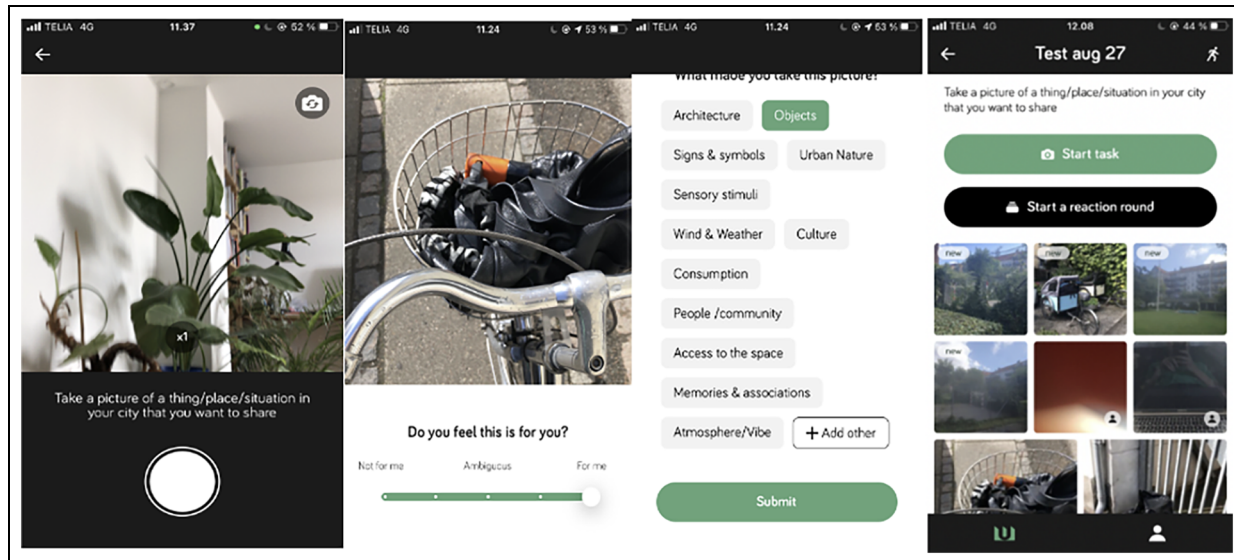 TELIA 4G 11.37 62 %
x1
Take a picture of a thing/place/situation in
your city that you want to share
TELIA 4G 11.24 53 %
Do you feel this is for you?
Not for me Ambiguous For me
TELIA 4G 11.24 53 %
What made you take this picture?
Architecture Objects
Signs & symbols Urban Nature
Sensory stimuli
Wind & Weather Culture
Consumption
People /community
Access to the space
Memories & associations
Atmosphere/Vibe + Add other
Submit
TELIA 4G 12.08 44 %
Test aug 27
Take a picture of a thing/place/situation in your city
that you want to share
Start task
Start a reaction round
new new new
new